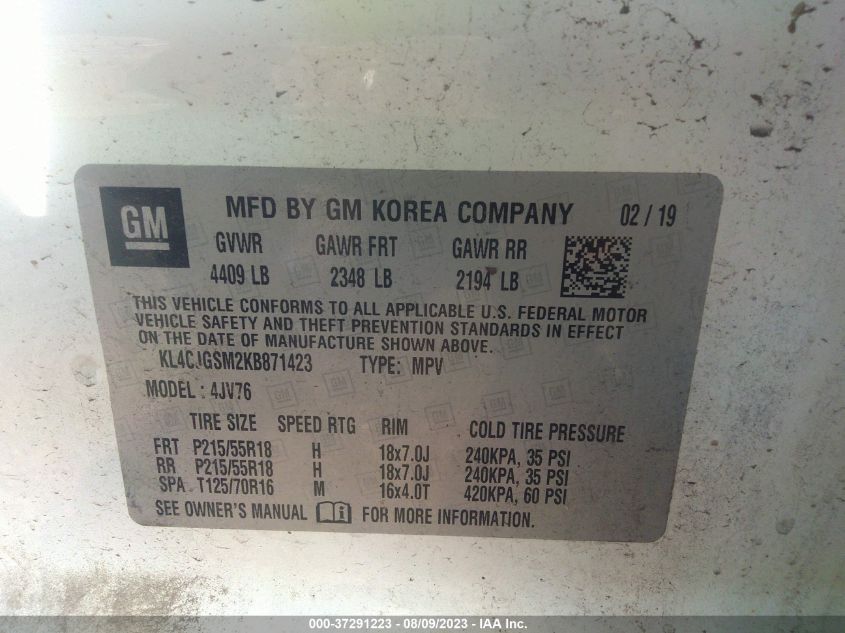 GM MFD BY GM KOREA COMPANY 02 / 19
GVWR GAWR FRT GAWR RR
4409 LB 2348 LB 2194 LB
THIS VEHICLE CONFORMS TO ALL APPLICABLE U.S. FEDERAL MOTOR
VEHICLE SAFETY AND THEFT PREVENTION STANDARDS IN EFFECT
ON THE DATE OF MANUFACTURE SHOWN ABOVE.
KL4CJGSM2KB871423 TYPE: MPV
MODEL : 4JV76
TIRE SIZE SPEED RTG RIM COLD TIRE PRESSURE
FRT P215/55R18 H 18x7.0J 240KPA, 35 PSI
RR P215/55R18 H 18x7.0J 240KPA, 35 PSI
SPA T125/70R16 M 16x4.0T 420KPA, 60 PSI
SEE OWNER'S MANUAL FOR MORE INFORMATION.
000-37291223 - 08/09/2023 - IAA Inc.